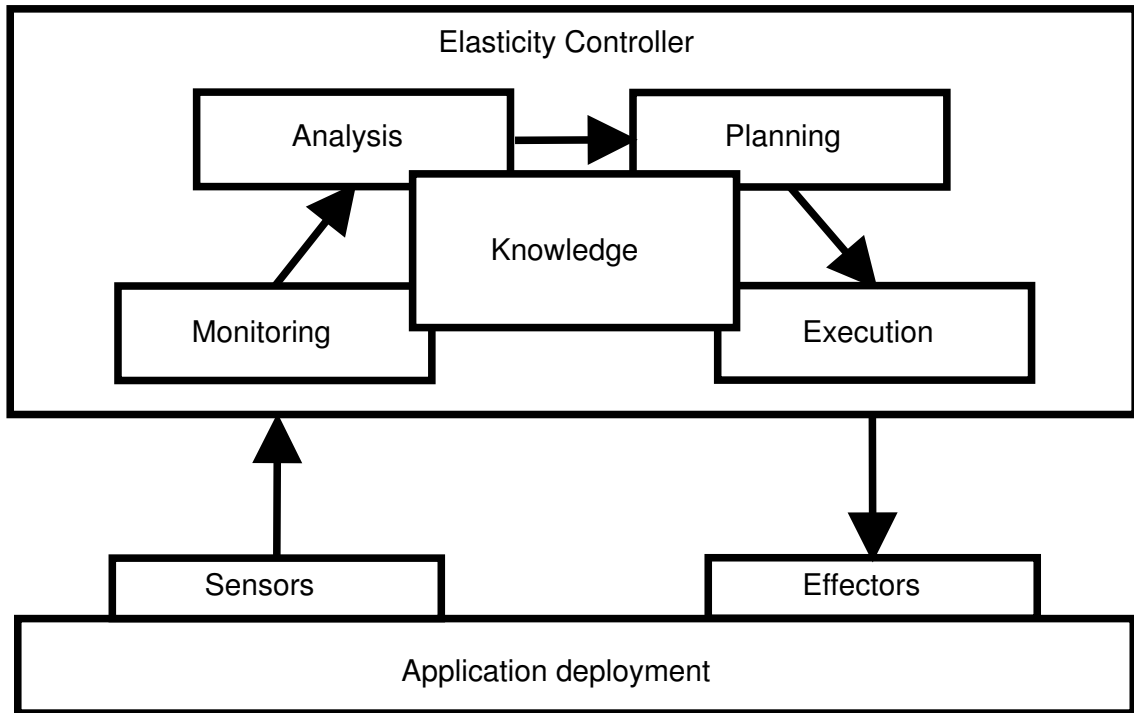 Elasticity Controller
Analysis
Planning
Knowledge
Monitoring
Execution
Sensors
Effectors
Application deployment